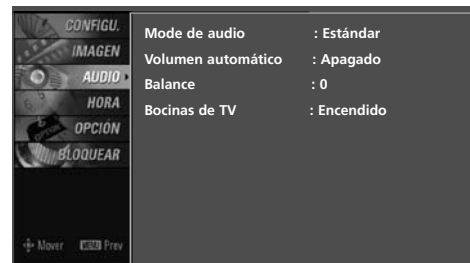 CONFIGU.
IMAGEN
AUDIO
HORA
OPCIÓN
BLOQUEAR
Mover MENU Prev
Mode de audio : Estándar
Volumen automático : Apagado
Balance : 0
Bocinas de TV : Encendido